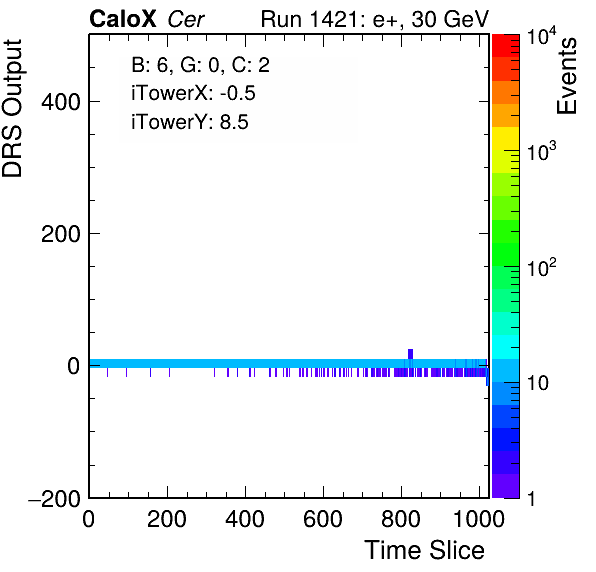 CaloX Cer Run 1421: e+, 30 GeV
B: 6, G: 0, C: 2
iTowerX: -0.5
iTowerY: 8.5
DRS Output
400
200
0
−200
0 200 400 600 800 1000
Time Slice
Events
10^4
10^3
10^2
10
1